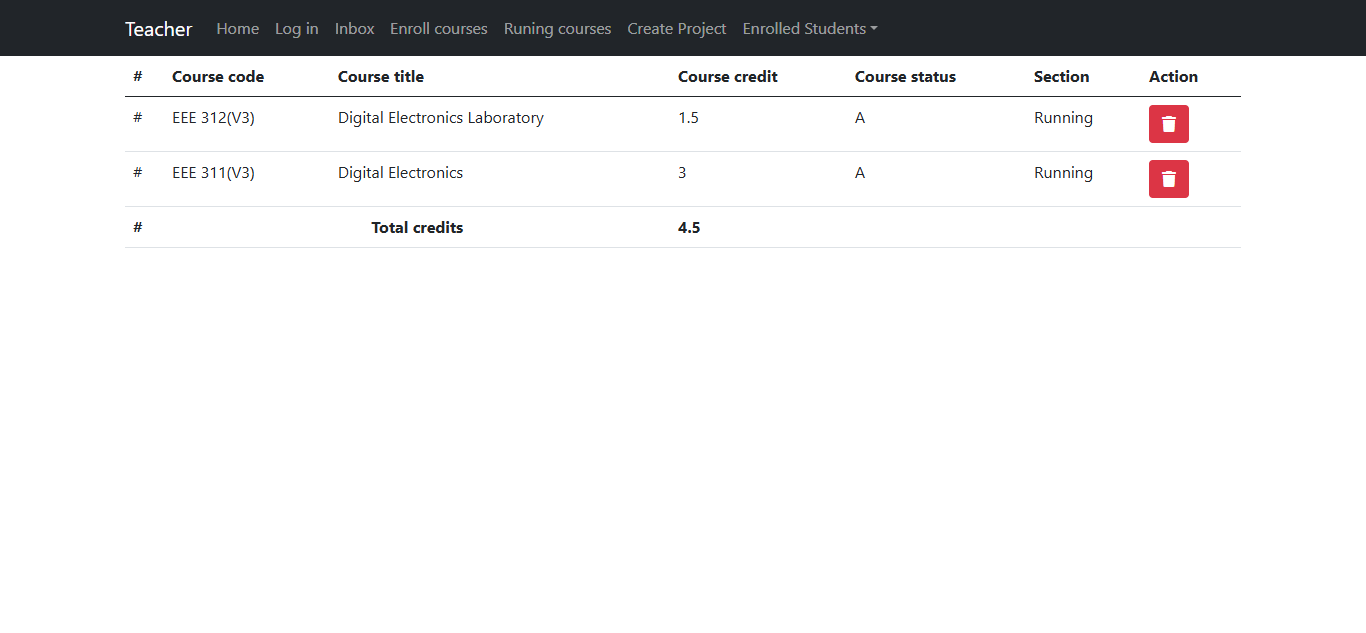 Teacher Home Log in Inbox Enroll courses Runing courses Create Project Enrolled Students
# Course code Course title Course credit Course status Section Action
# EEE 312(V3) Digital Electronics Laboratory 1.5 A Running
# EEE 311(V3) Digital Electronics 3 A Running
# Total credits 4.5